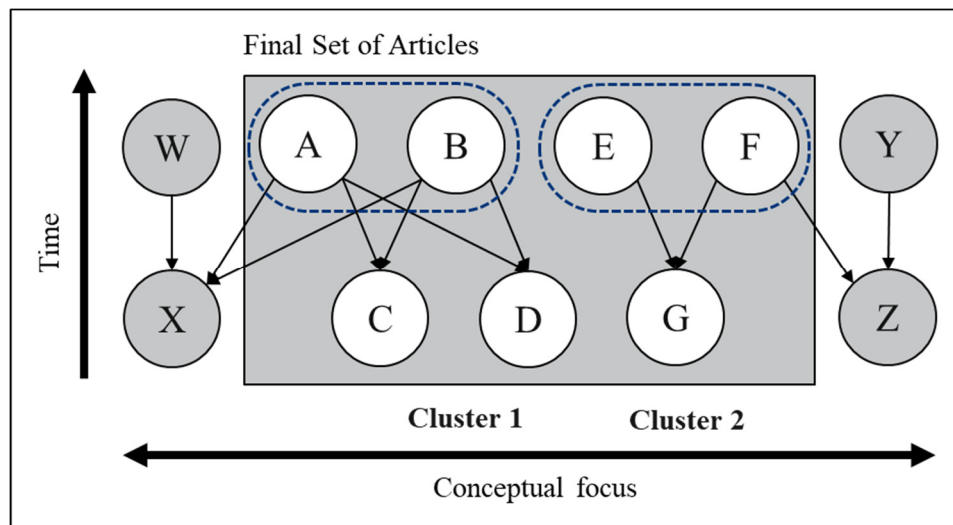 Final Set of Articles
W
A
B
E
F
Y
Time
X
C
D
G
Z
Cluster 1
Cluster 2
Conceptual focus